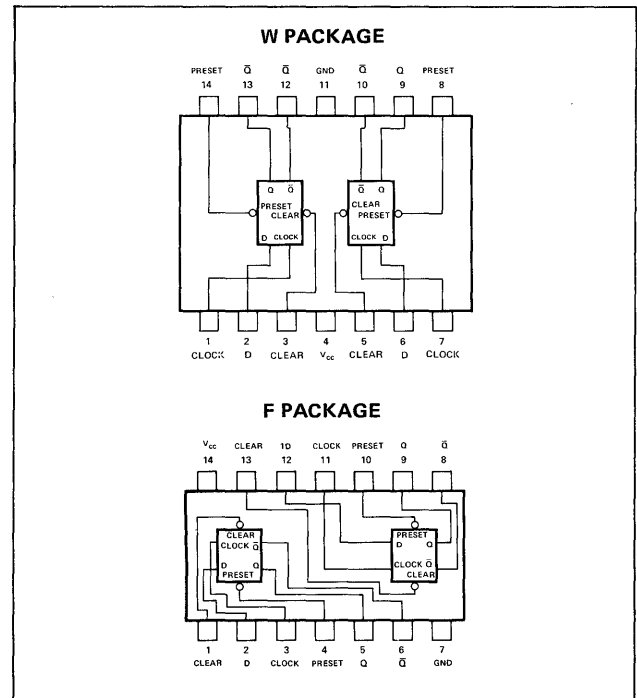 W PACKAGE
PRESET Q̅ Q̅ GND Q̅ Q PRESET
14 13 12 11 10 9 8
Q Q̅ Q̅ Q
PRESET CLEAR
CLEAR PRESET
D CLOCK CLOCK D
1 2 3 4 5 6 7
CLOCK D CLEAR Vcc CLEAR D CLOCK
F PACKAGE
Vcc CLEAR 1D CLOCK PRESET Q Q̅
14 13 12 11 10 9 8
CLEAR PRESET
CLOCK Q̅ D Q
D Q CLOCK Q̅
PRESET CLEAR
1 2 3 4 5 6 7
CLEAR D CLOCK PRESET Q Q̅ GND